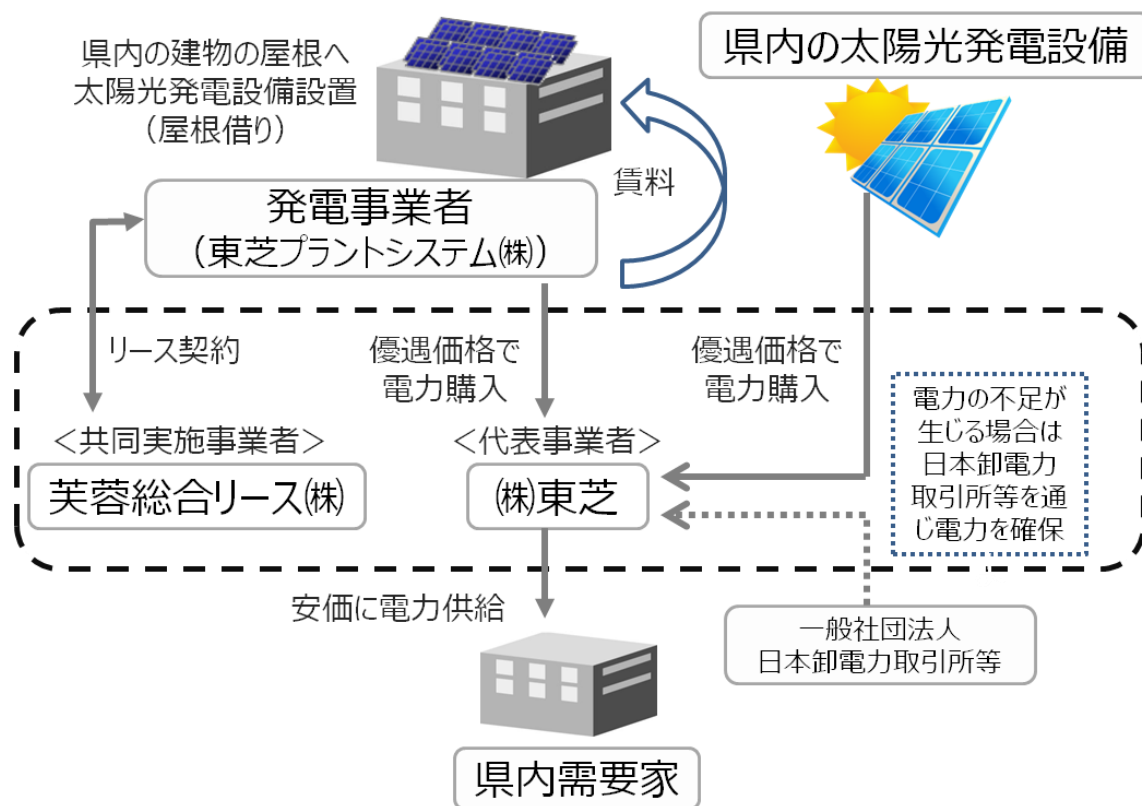 県内の建物の屋根へ
太陽光発電設備設置
（屋根借り）
県内の太陽光発電設備
賃料
発電事業者
（東芝プラントシステム㈱）
リース契約
優遇価格で
電力購入
優遇価格で
電力購入
電力の不足が
生じる場合は
日本卸電力
取引所等を通
じ電力を確保
＜共同実施事業者＞
芙蓉総合リース㈱
＜代表事業者＞
㈱東芝
安価に電力供給
一般社団法人
日本卸電力取引所等
県内需要家